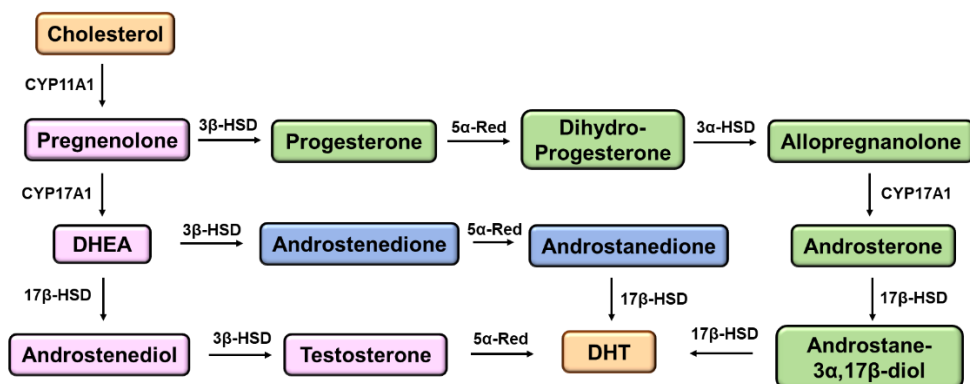 Cholesterol
CYP11A1
3β-HSD
5α-Red
3α-HSD
Pregnenolone
Progesterone
Dihydro-
Progesterone
Allopregnanolone
CYP17A1
CYP17A1
3β-HSD
5α-Red
DHEA
Androstenedione
Androstanedione
Androsterone
17β-HSD
17β-HSD
17β-HSD
3β-HSD
5α-Red
17β-HSD
Androstenediol
Testosterone
DHT
Androstane-
3α,17β-diol